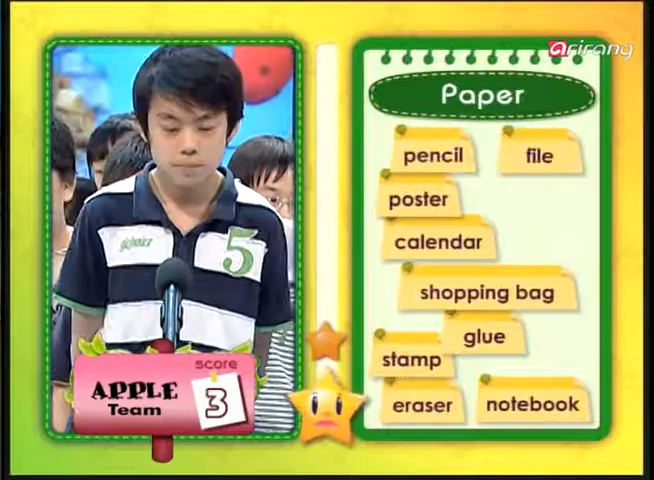 arirang
Paper
pencil
file
poster
calendar
shopping bag
glue
stamp
eraser
notebook
5
score
APPLE
Team
3